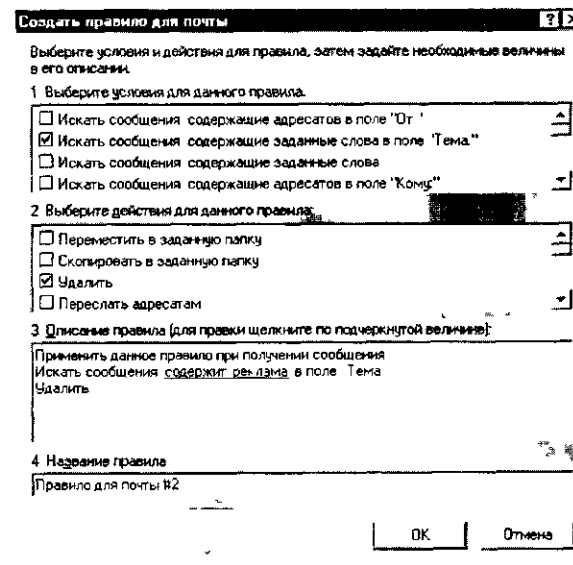 Создать правило для почты
Выберите условия и действия для правила, затем задайте необходимые величины
в его описании.
1 Выберите условия для данного правила.
Искать сообщения содержащие адресатов в поле "От "
Искать сообщения содержащие заданные слова в поле "Тема"
Искать сообщения содержащие заданные слова
Искать сообщения содержащие адресатов в поле "Кому"
2 Выберите действия для данного правила:
Переместить в заданную папку
Скопировать в заданную папку
Удалить
Переслать адресатам
3 Описание правила (для правки щелкните по подчеркнутой величине):
Применить данное правило при получении сообщения
Искать сообщения содержит реклама в поле Тема
Удалить
4 Название правила
Правило для почты #2
OK Отмена